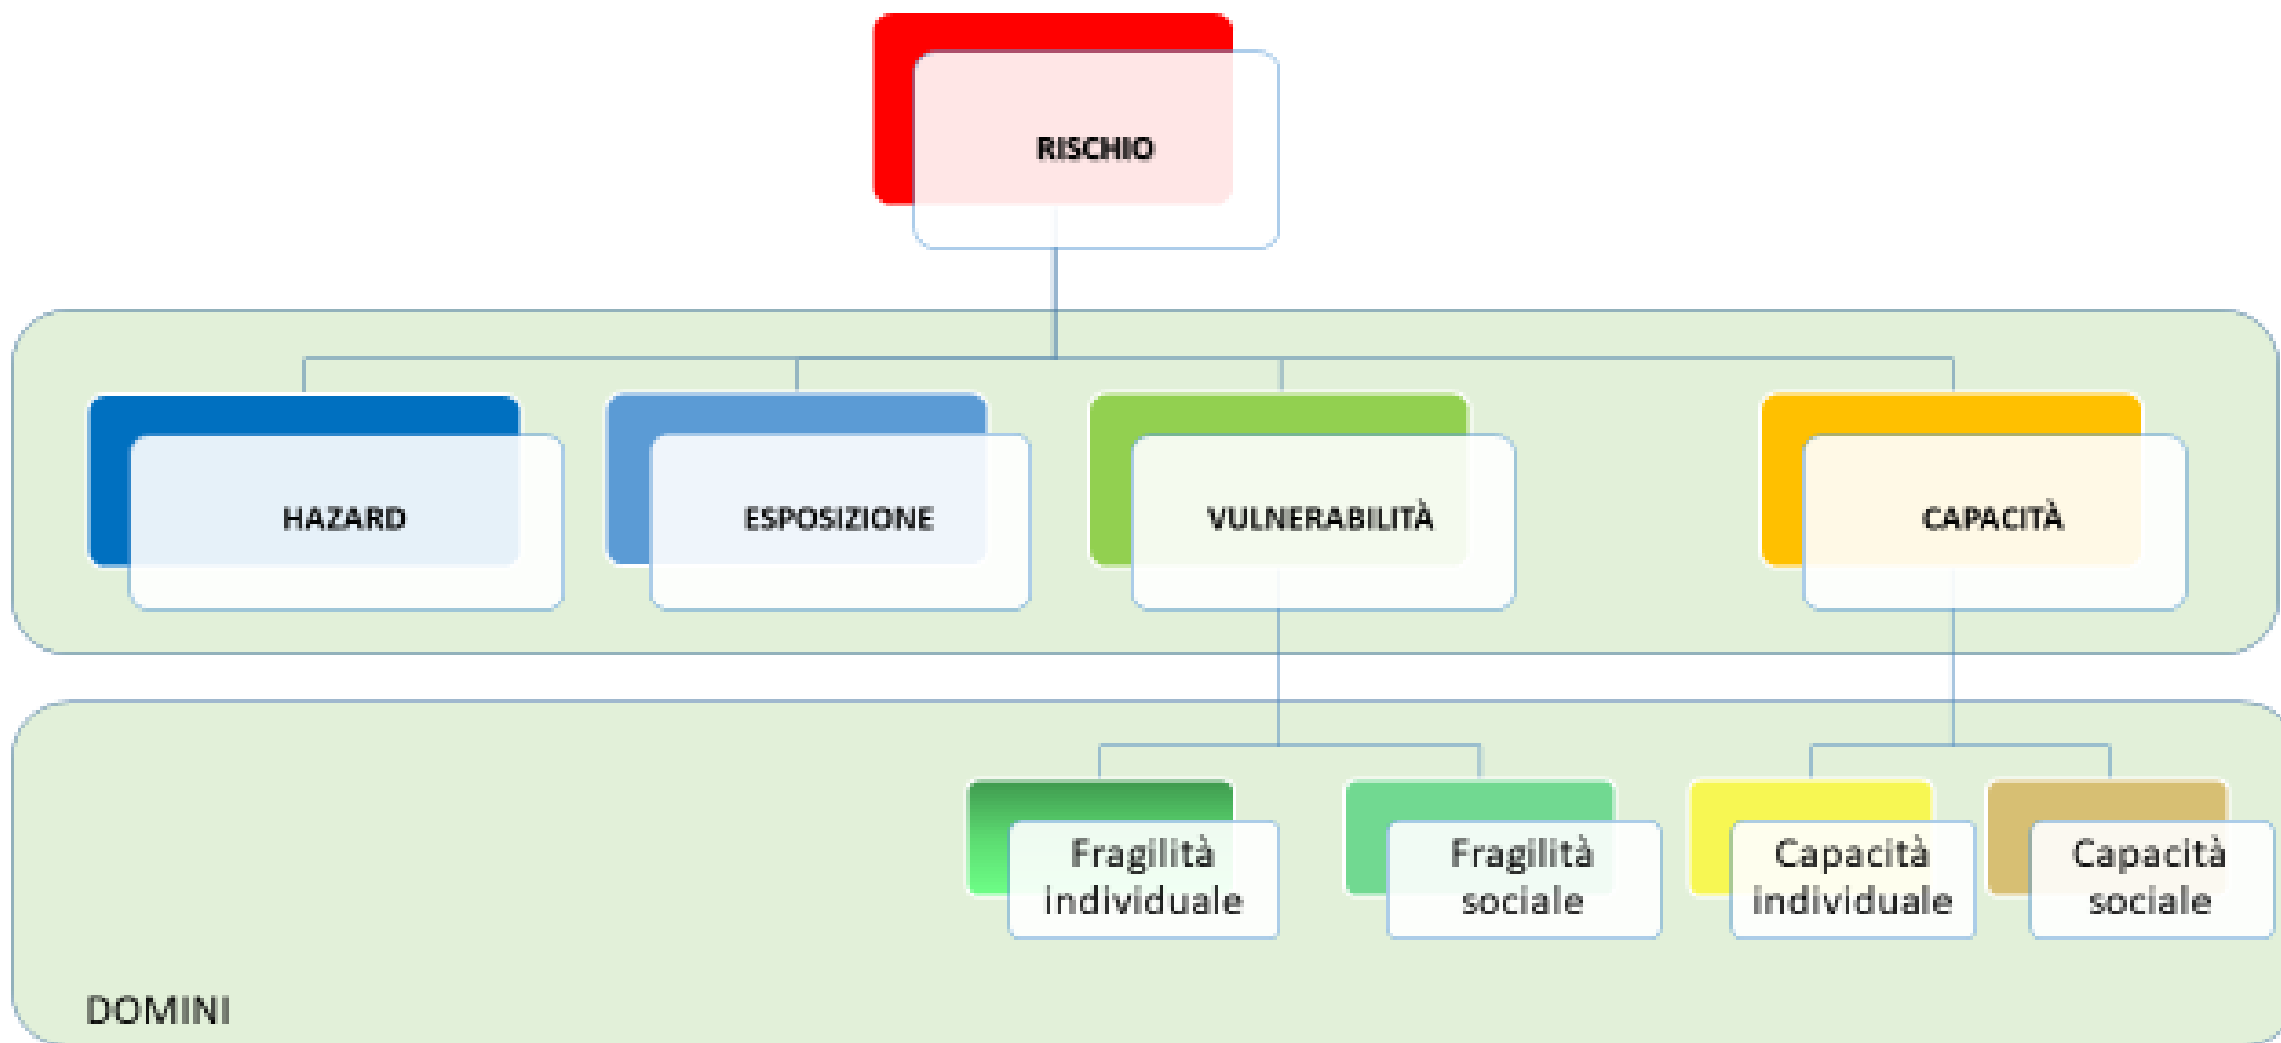 RISCHIO
HAZARD
ESPOSIZIONE
VULNERABILITÀ
CAPACITÀ
Fragilità
individuale
Fragilità
sociale
Capacità
individuale
Capacità
sociale
DOMINI